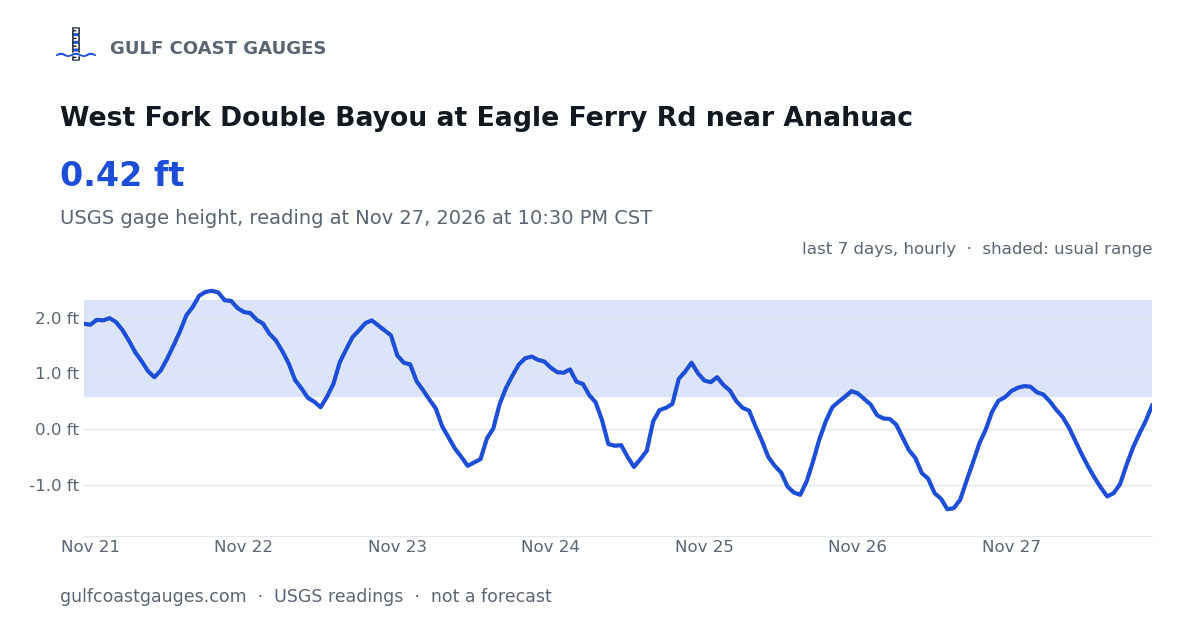 GULF COAST GAUGES
West Fork Double Bayou at Eagle Ferry Rd near Anahuac
0.42 ft
USGS gage height, reading at Nov 27, 2026 at 10:30 PM CST
last 7 days, hourly · shaded: usual range
2.0 ft
1.0 ft
0.0 ft
-1.0 ft
Nov 21 Nov 22 Nov 23 Nov 24 Nov 25 Nov 26 Nov 27
gulfcoastgauges.com · USGS readings · not a forecast